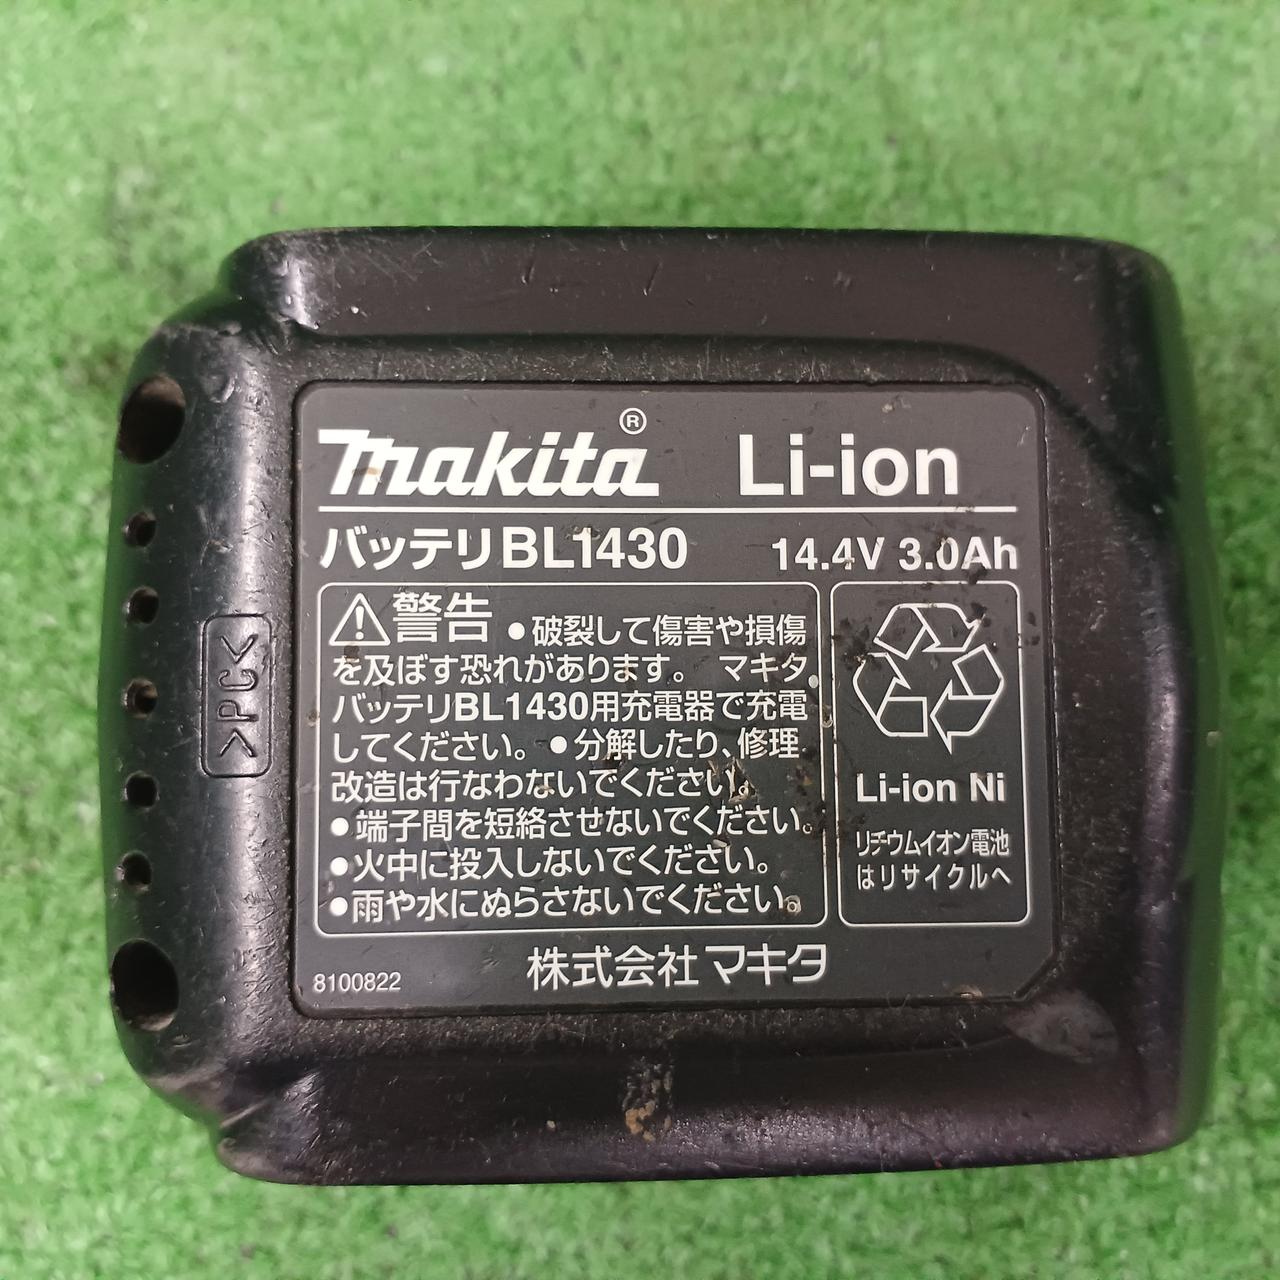 makita® Li-ion
バッテリBL1430 14.4V 3.0Ah
警告 ●破裂して傷害や損傷
を及ぼす恐れがあります。 マキタ
バッテリBL1430用充電器で充電
してください。 ●分解したり、修理
改造は行なわないでください。
●端子間を短絡させないでください。
●火中に投入しないでください。
●雨や水にぬらさないでください。
Li-ion Ni
リチウムイオン電池
はリサイクルへ
8100822 株式会社マキタ
>PC<